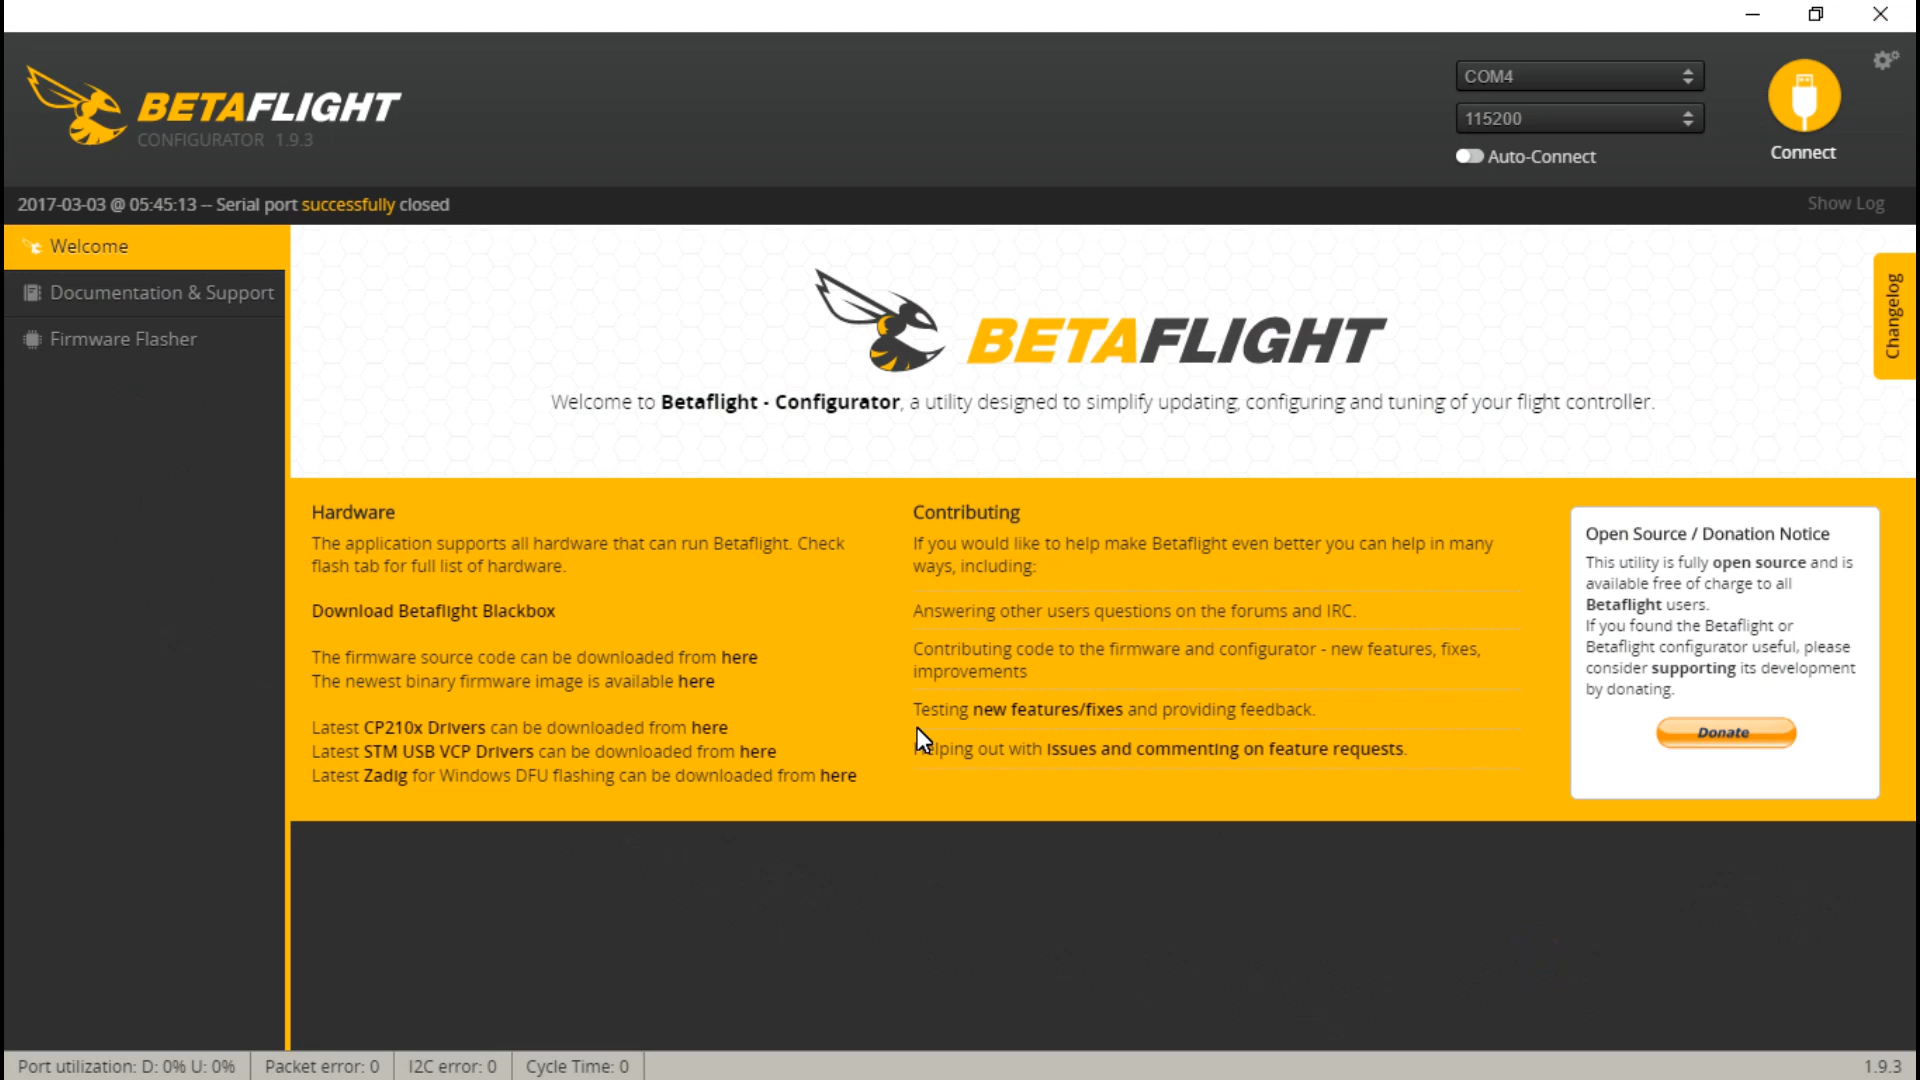 BETAFLIGHT
CONFIGURATOR 1.9.3
COM4
115200
Auto-Connect
Connect
2017-03-03 @ 05:45:13 -- Serial port successfully closed
Show Log
Welcome
Documentation & Support
Firmware Flasher
BETAFLIGHT
Welcome to Betaflight - Configurator, a utility designed to simplify updating, configuring and tuning of your flight controller.
Changelog
Hardware
The application supports all hardware that can run Betaflight. Check
flash tab for full list of hardware.
Download Betaflight Blackbox
The firmware source code can be downloaded from here
The newest binary firmware image is available here
Latest CP210x Drivers can be downloaded from here
Latest STM USB VCP Drivers can be downloaded from here
Latest Zadig for Windows DFU flashing can be downloaded from here
Contributing
If you would like to help make Betaflight even better you can help in many
ways, including:
Answering other users questions on the forums and IRC.
Contributing code to the firmware and configurator - new features, fixes,
improvements
Testing new features/fixes and providing feedback.
Helping out with issues and commenting on feature requests.
Open Source / Donation Notice
This utility is fully open source and is
available free of charge to all
Betaflight users.
If you found the Betaflight or
Betaflight configurator useful, please
consider supporting its development
by donating.
Donate
Port utilization: D: 0% U: 0%
Packet error: 0
I2C error: 0
Cycle Time: 0
1.9.3